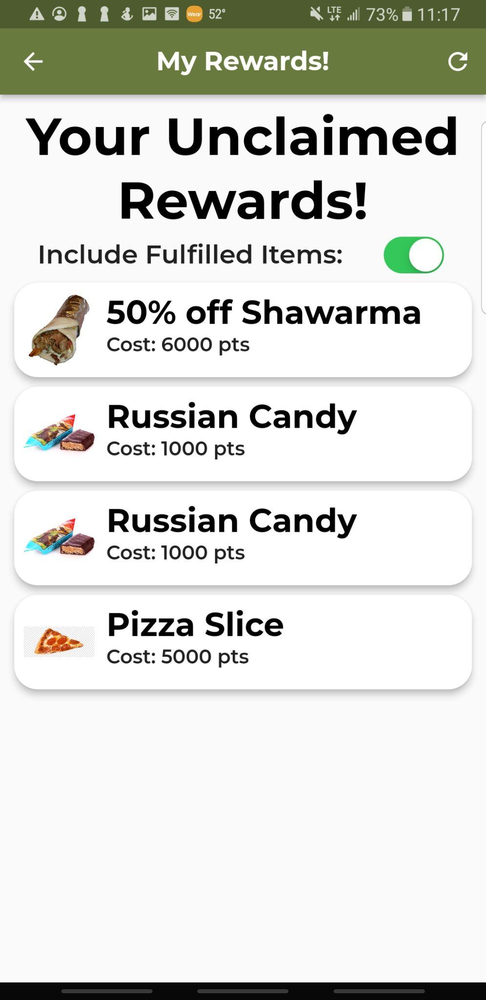 Wear 52° LTE 73% 11:17
My Rewards!
Your Unclaimed
Rewards!
Include Fulfilled Items:
50% off Shawarma
Cost: 6000 pts
Russian Candy
Cost: 1000 pts
Russian Candy
Cost: 1000 pts
Pizza Slice
Cost: 5000 pts